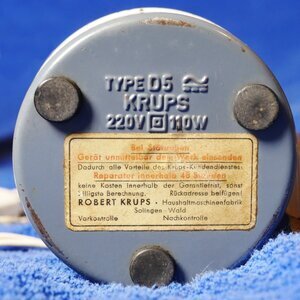 TYPE D5
KRUPS
220V 110W
Bei Störungen
Gerät unmittelbar dem Werk einsenden
Dadurch alle Vorteile des Krups-Kundendienstes:
Reparatur innerhalb 48 Stunden
keine Kosten innerhalb der Garantiefrist, sonst
billigste Berechnung. Rückadresse beifügen!
ROBERT KRUPS · Haushaltmaschinenfabrik
Solingen - Wald
Vorkontrolle Nachkontrolle